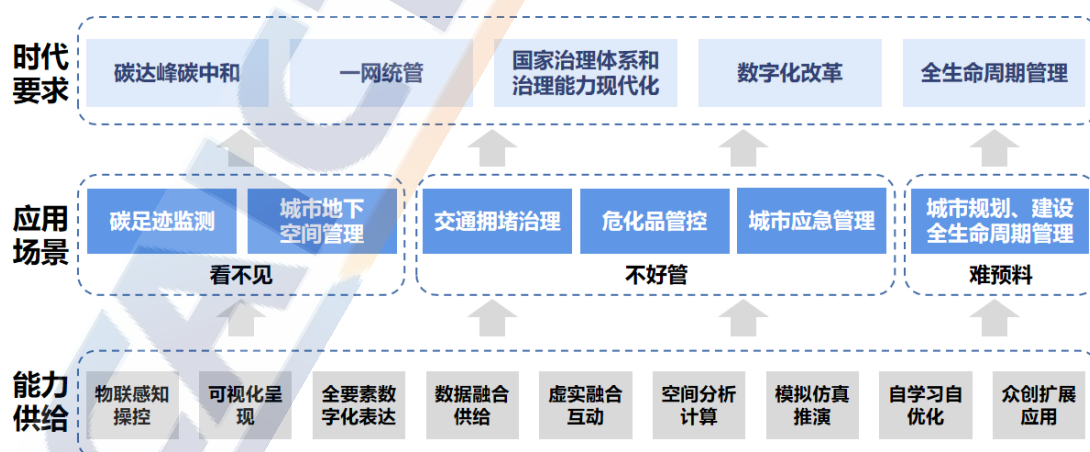 时代
要求
碳达峰碳中和
一网统管
国家治理体系和
治理能力现代化
数字化改革
全生命周期管理
应用
场景
碳足迹监测
城市地下
空间管理
看不见
交通拥堵治理
危化品管控
城市应急管理
不好管
城市规划、建设
全生命周期管理
难预料
能力
供给
物联感知
操控
可视化呈
现
全要素数
字化表达
数据融合
供给
虚实融合
互动
空间分析
计算
模拟仿真
推演
自学习自
优化
众创扩展
应用